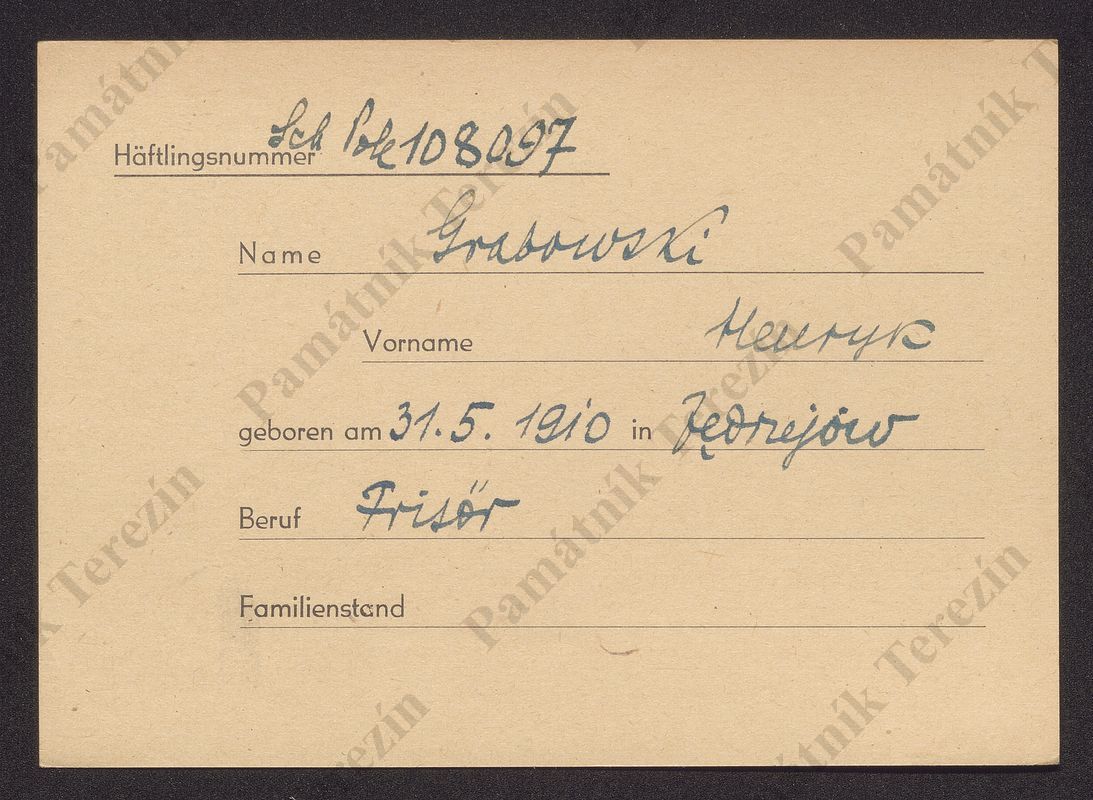 Häftlingsnummer Sch Pole 108097
Name Grabowski
Vorname Henryk
geboren am 31.5. 1910 in Jędrzejów
Beruf Frisör
Familienstand
Památník Terezín